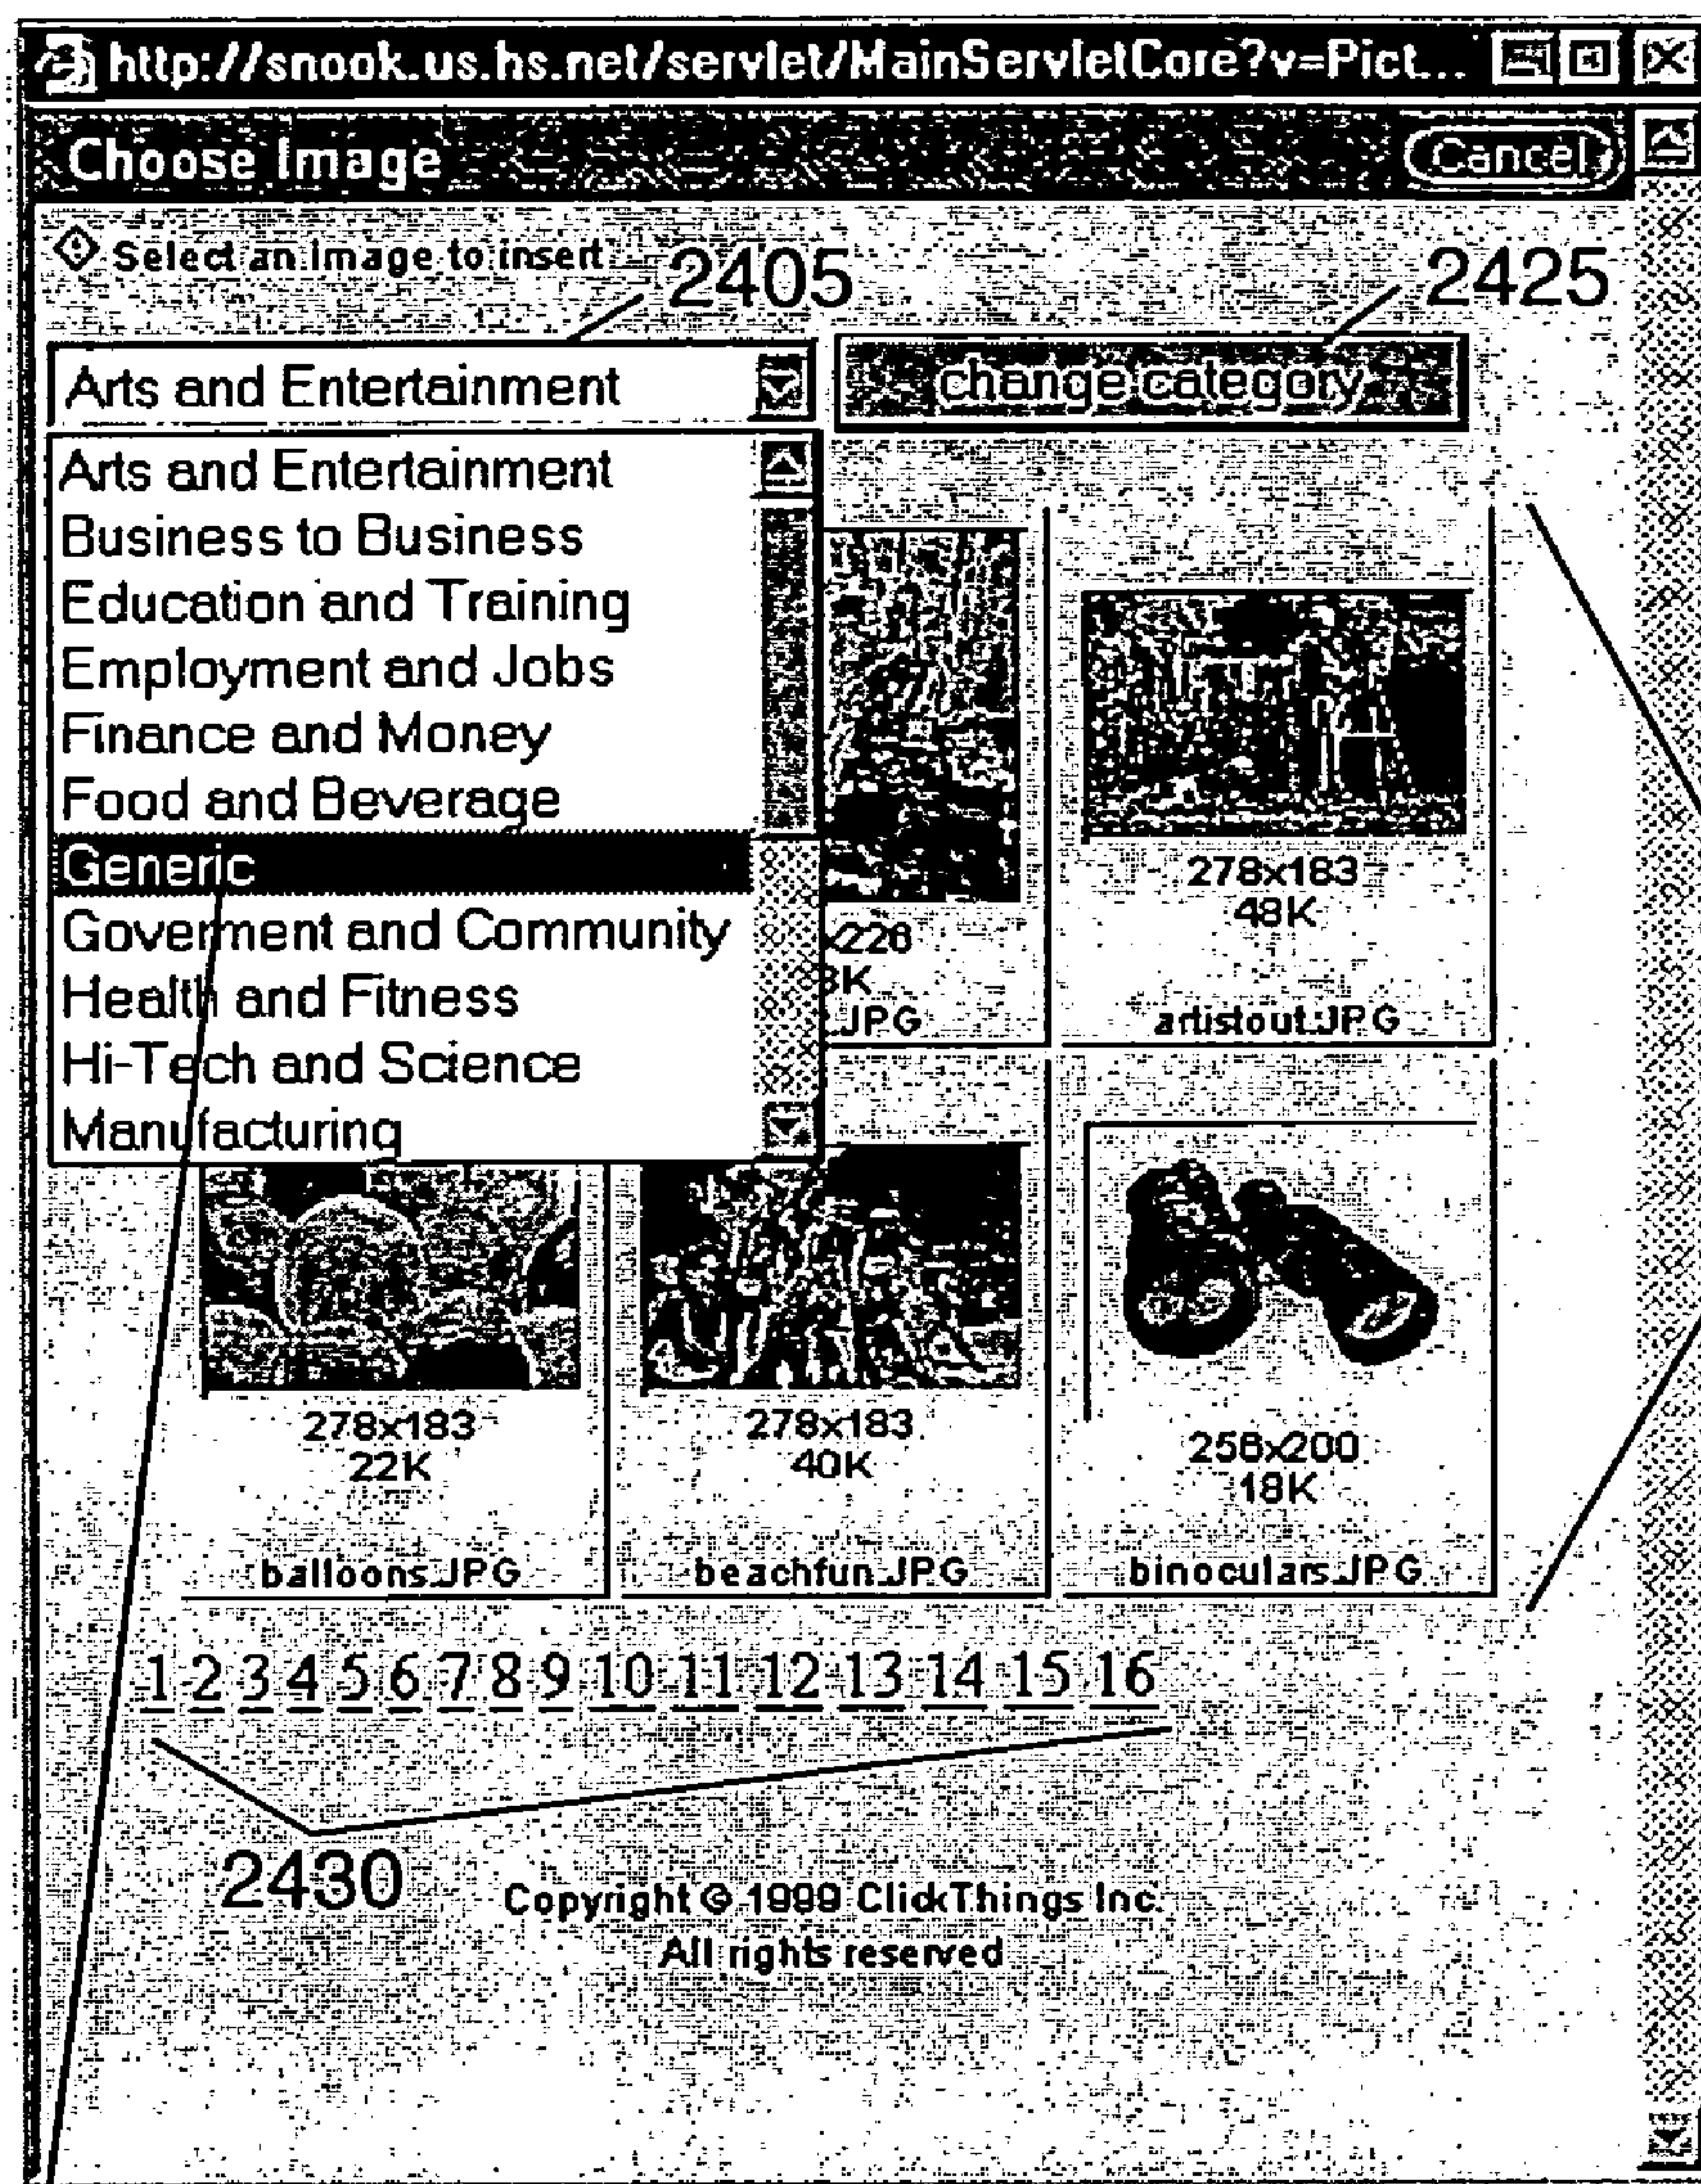 http://snook.us.hs.net/servlet/MainServletCore?v=Pict...
Choose Image
Cancel
Select an image to insert
2405
2425
Arts and Entertainment
change category
Arts and Entertainment
Business to Business
Education and Training
Employment and Jobs
Finance and Money
Food and Beverage
Generic
Goverment and Community
Health and Fitness
Hi-Tech and Science
Manufacturing
x226
3K
.JPG
278x183
48K
artistout.JPG
278x183
22K
balloons.JPG
278x183
40K
beachfun.JPG
256x200
18K
binoculars.JPG
1 2 3 4 5 6 7 8 9 10 11 12 13 14 15 16
2430
Copyright © 1999 ClickThings Inc.
All rights reserved